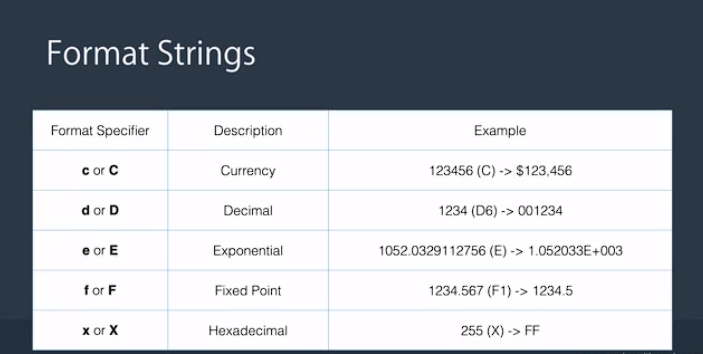 Format Strings
Format Specifier Description Example
c or C Currency 123456 (C) -> $123,456
d or D Decimal 1234 (D6) -> 001234
e or E Exponential 1052.0329112756 (E) -> 1.052033E+003
f or F Fixed Point 1234.567 (F1) -> 1234.5
x or X Hexadecimal 255 (X) -> FF